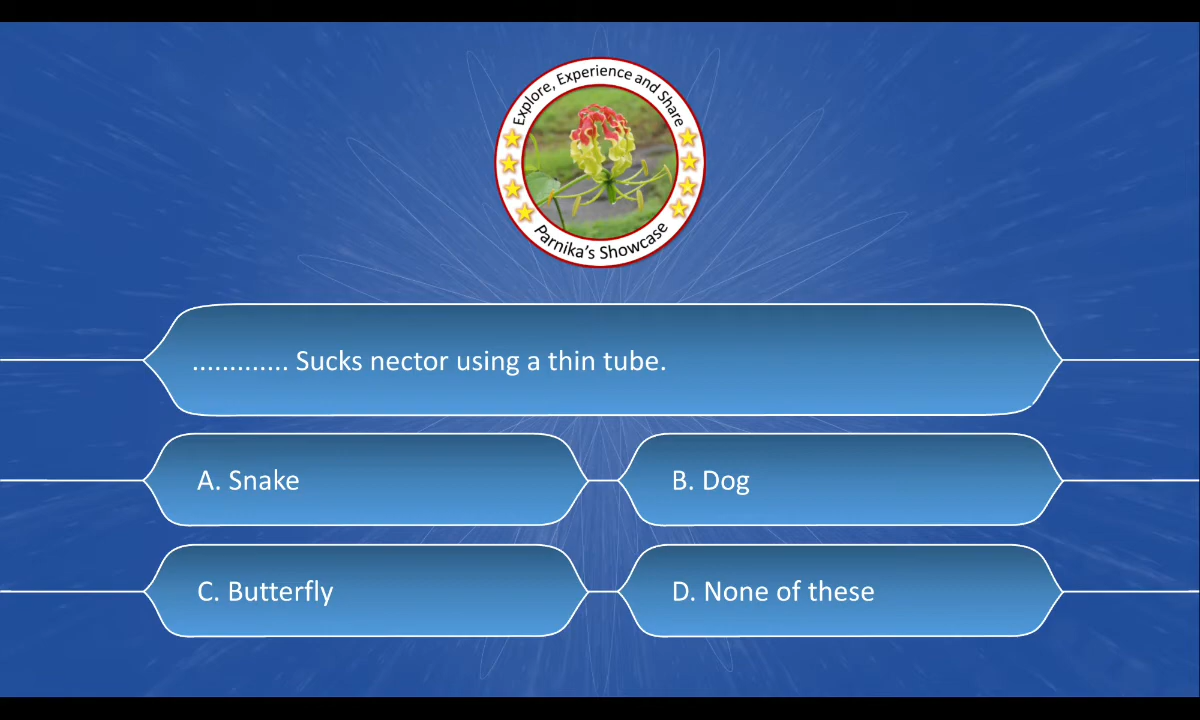 Explore, Experience and Share
Parnika's Showcase
............. Sucks nector using a thin tube.
A. Snake
B. Dog
C. Butterfly
D. None of these